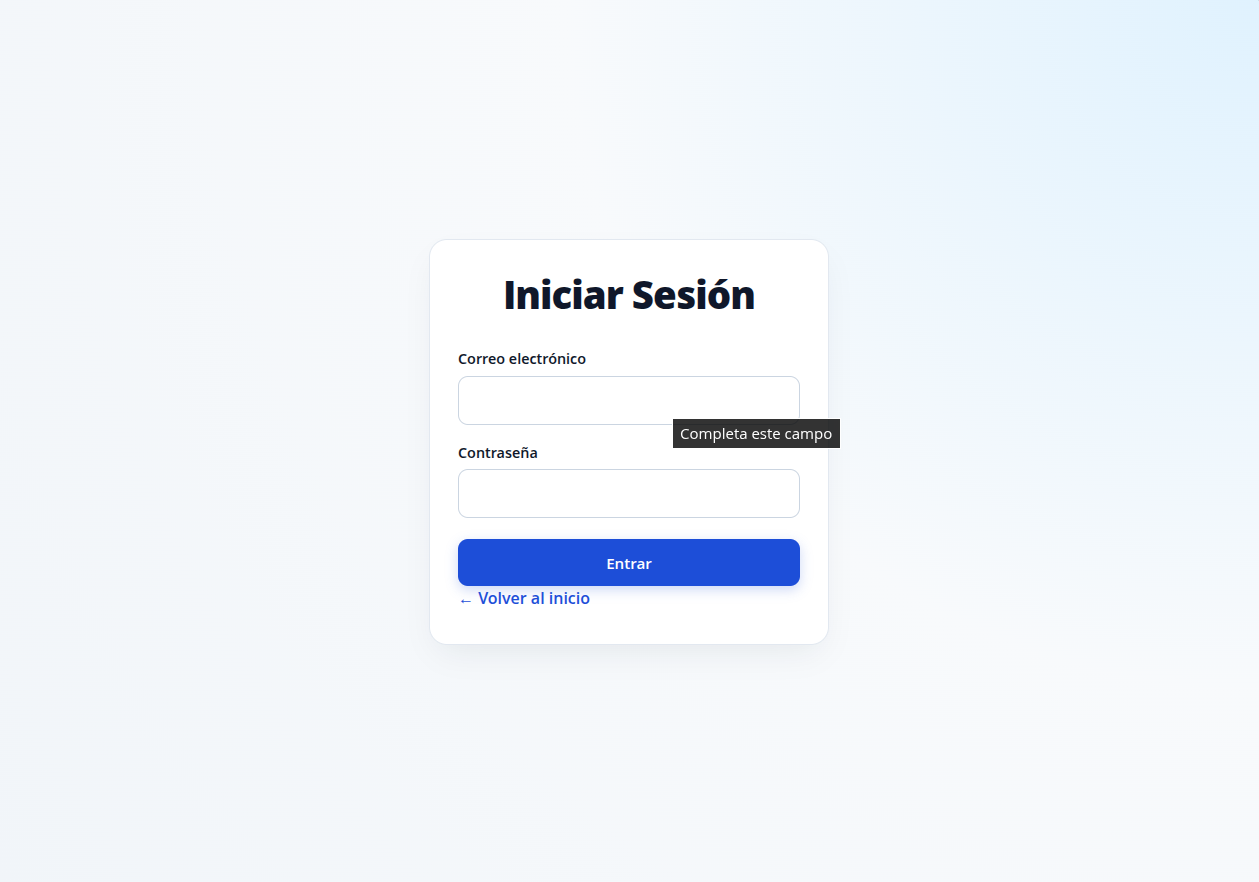 Iniciar Sesión
Correo electrónico
Completa este campo
Contraseña
Entrar
← Volver al inicio